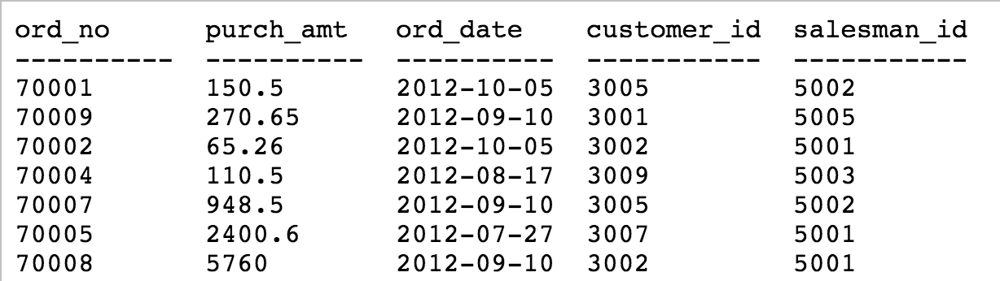 ord_no purch_amt ord_date customer_id salesman_id
---------- ---------- ---------- ----------- -----------
70001 150.5 2012-10-05 3005 5002
70009 270.65 2012-09-10 3001 5005
70002 65.26 2012-10-05 3002 5001
70004 110.5 2012-08-17 3009 5003
70007 948.5 2012-09-10 3005 5002
70005 2400.6 2012-07-27 3007 5001
70008 5760 2012-09-10 3002 5001